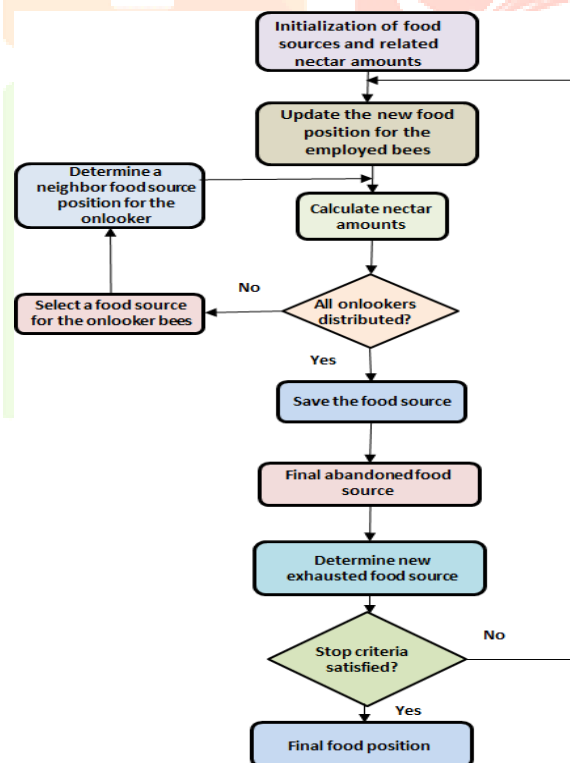 Initialization of food
sources and related
nectar amounts
Update the new food
position for the
employed bees
Determine a
neighbor food source
position for the
onlooker
Calculate nectar
amounts
No
All onlookers
distributed?
Select a food source
for the onlooker bees
Yes
Save the food source
Final abandoned food
source
Determine new
exhausted food source
Stop criteria
satisfied?
No
Yes
Final food position